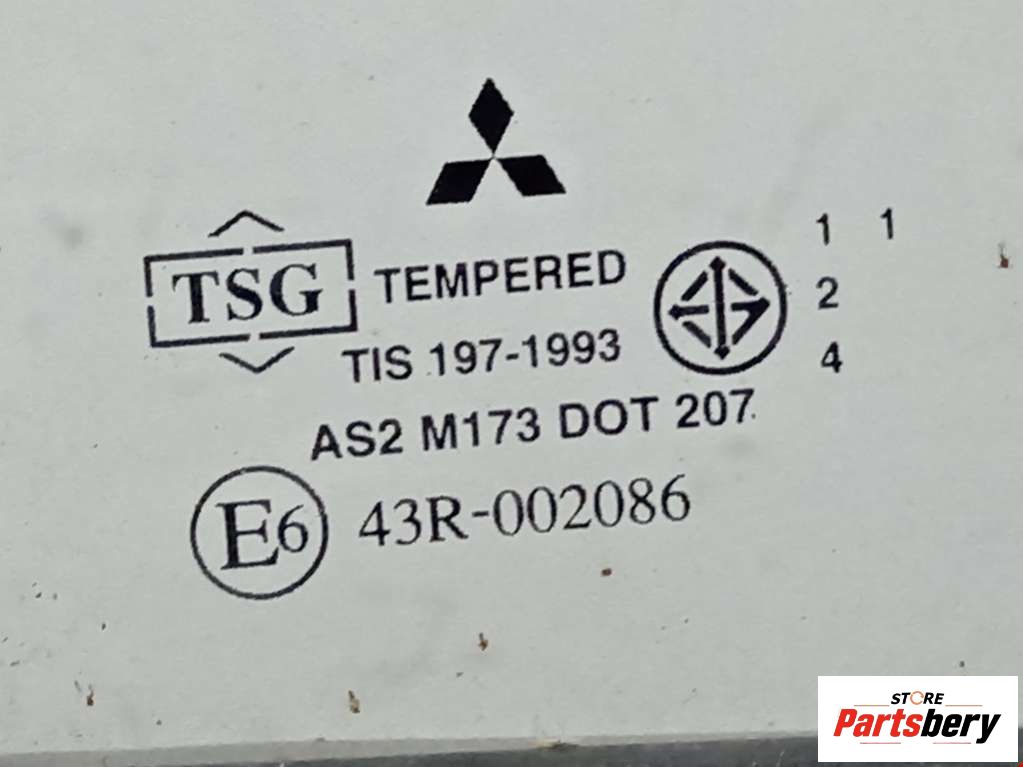 TSG TEMPERED
TIS 197-1993
AS2 M173 DOT 207
E6 43R-002086
1 1
2
4
STORE
Partsbery